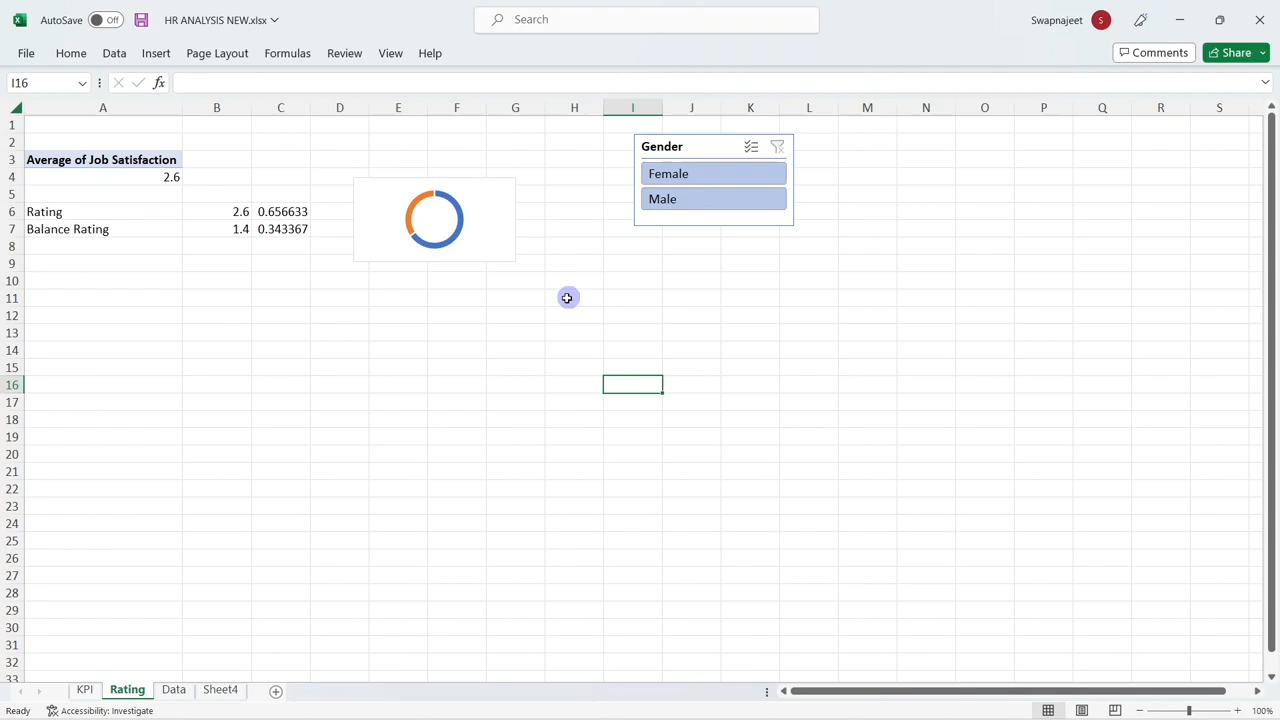 AutoSave Off HR ANALYSIS NEW.xlsx Search Swapnajeet S
File Home Data Insert Page Layout Formulas Review View Help Comments Share
I16 fx
A B C D E F G H I J K L M N O P Q R S
1
2
3 Average of Job Satisfaction
4 2.6
5
6 Rating 2.6 0.656633
7 Balance Rating 1.4 0.343367
8
9
10
11
12
13
14
15
16
17
18
19
20
21
22
23
24
25
26
27
28
29
30
31
32
33
Gender
Female
Male
KPI Rating Data Sheet4
Ready Accessibility: Investigate 100%